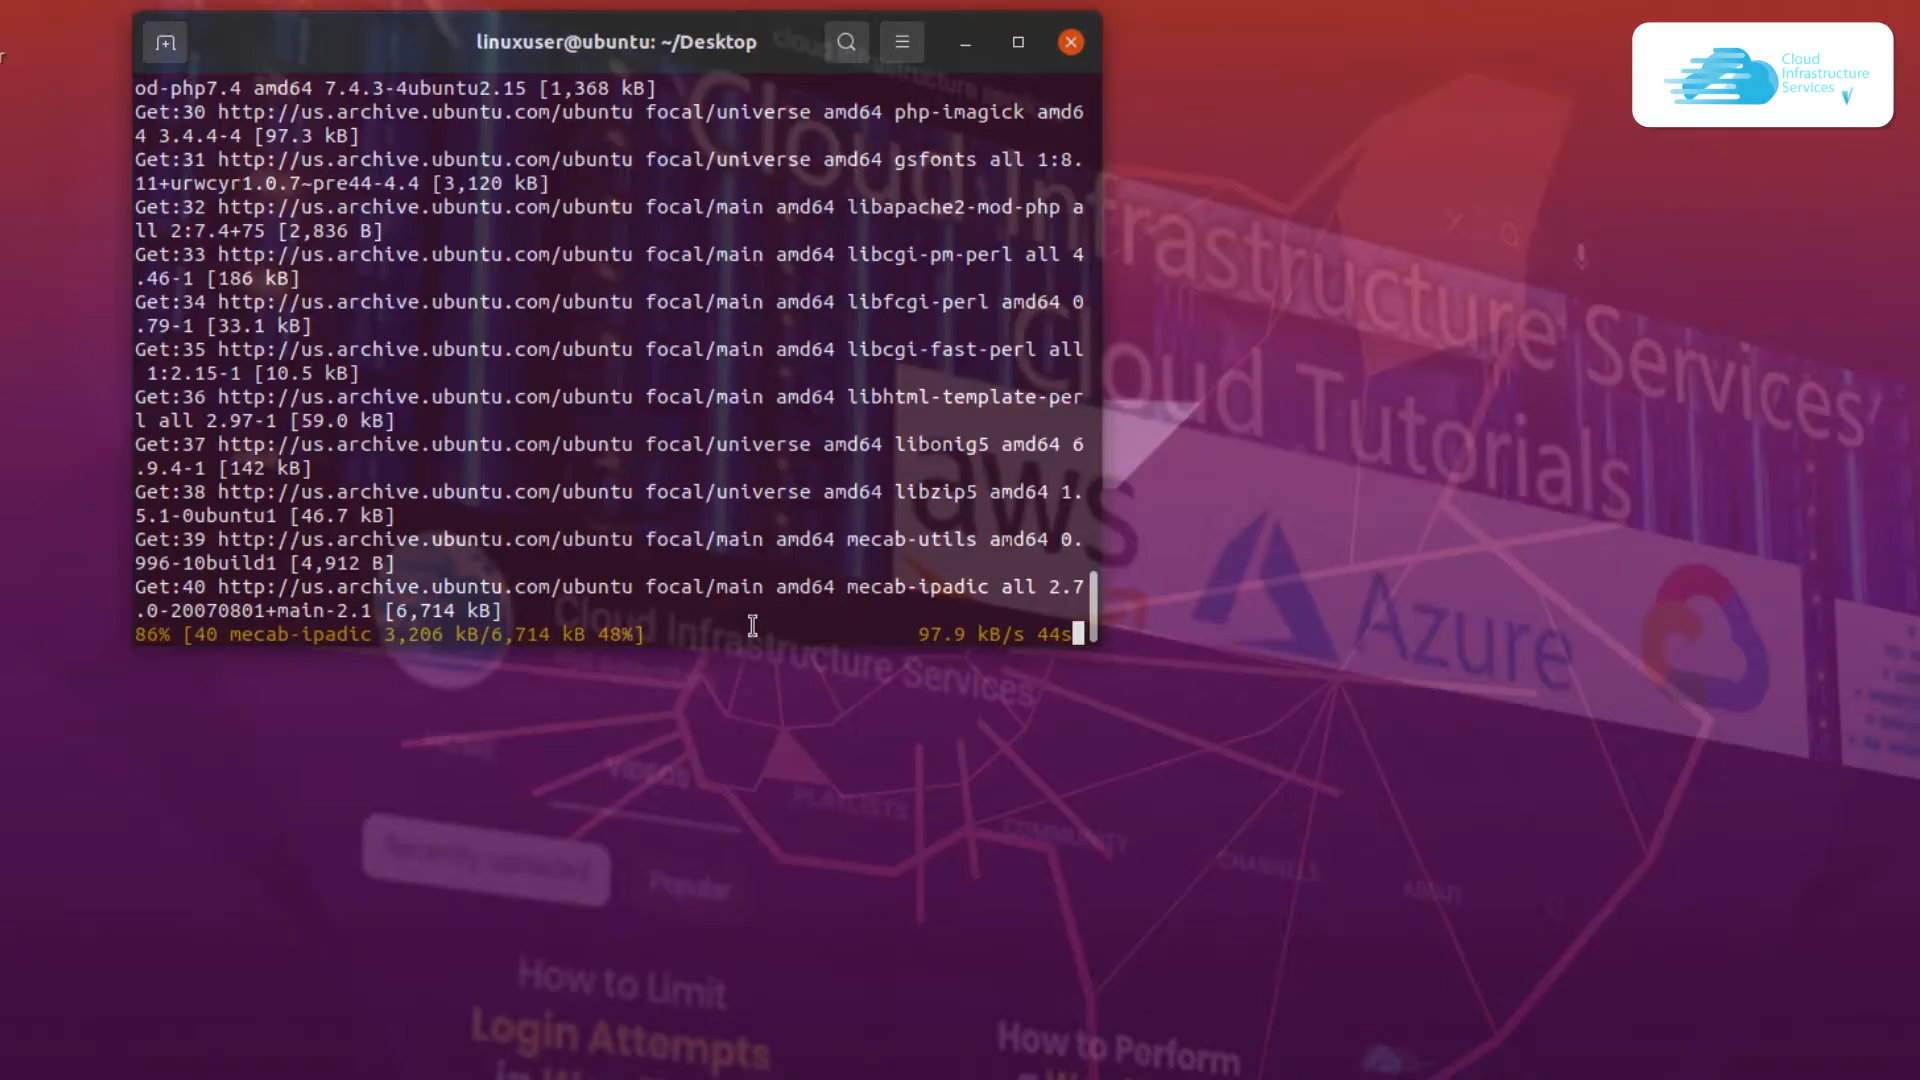 linuxuser@ubuntu: ~/Desktop
od-php7.4 amd64 7.4.3-4ubuntu2.15 [1,368 kB]
Get:30 http://us.archive.ubuntu.com/ubuntu focal/universe amd64 php-imagick amd6
4 3.4.4-4 [97.3 kB]
Get:31 http://us.archive.ubuntu.com/ubuntu focal/universe amd64 gsfonts all 1:8.
11+urwcyr1.0.7~pre44-4.4 [3,120 kB]
Get:32 http://us.archive.ubuntu.com/ubuntu focal/main amd64 libapache2-mod-php a
ll 2:7.4+75 [2,836 B]
Get:33 http://us.archive.ubuntu.com/ubuntu focal/main amd64 libcgi-pm-perl all 4
.46-1 [186 kB]
Get:34 http://us.archive.ubuntu.com/ubuntu focal/main amd64 libfcgi-perl amd64 0
.79-1 [33.1 kB]
Get:35 http://us.archive.ubuntu.com/ubuntu focal/main amd64 libcgi-fast-perl all
1:2.15-1 [10.5 kB]
Get:36 http://us.archive.ubuntu.com/ubuntu focal/main amd64 libhtml-template-per
l all 2.97-1 [59.0 kB]
Get:37 http://us.archive.ubuntu.com/ubuntu focal/universe amd64 libonig5 amd64 6
.9.4-1 [142 kB]
Get:38 http://us.archive.ubuntu.com/ubuntu focal/universe amd64 libzip5 amd64 1.
5.1-0ubuntu1 [46.7 kB]
Get:39 http://us.archive.ubuntu.com/ubuntu focal/main amd64 mecab-utils amd64 0.
996-10build1 [4,912 B]
Get:40 http://us.archive.ubuntu.com/ubuntu focal/main amd64 mecab-ipadic all 2.7
.0-20070801+main-2.1 [6,714 kB]
86% [40 mecab-ipadic 3,206 kB/6,714 kB 48%] 97.9 kB/s 44s
Cloud
Infrastructure
Services
Cloud Infrastructure Services
Cloud Tutorials
aws
Azure
Cloud Infrastructure Services
VIDEOS
PLAYLISTS
COMMUNITY
CHANNELS
ABOUT
Recently uploaded
Popular
How to Limit
Login Attempts
How to Perform